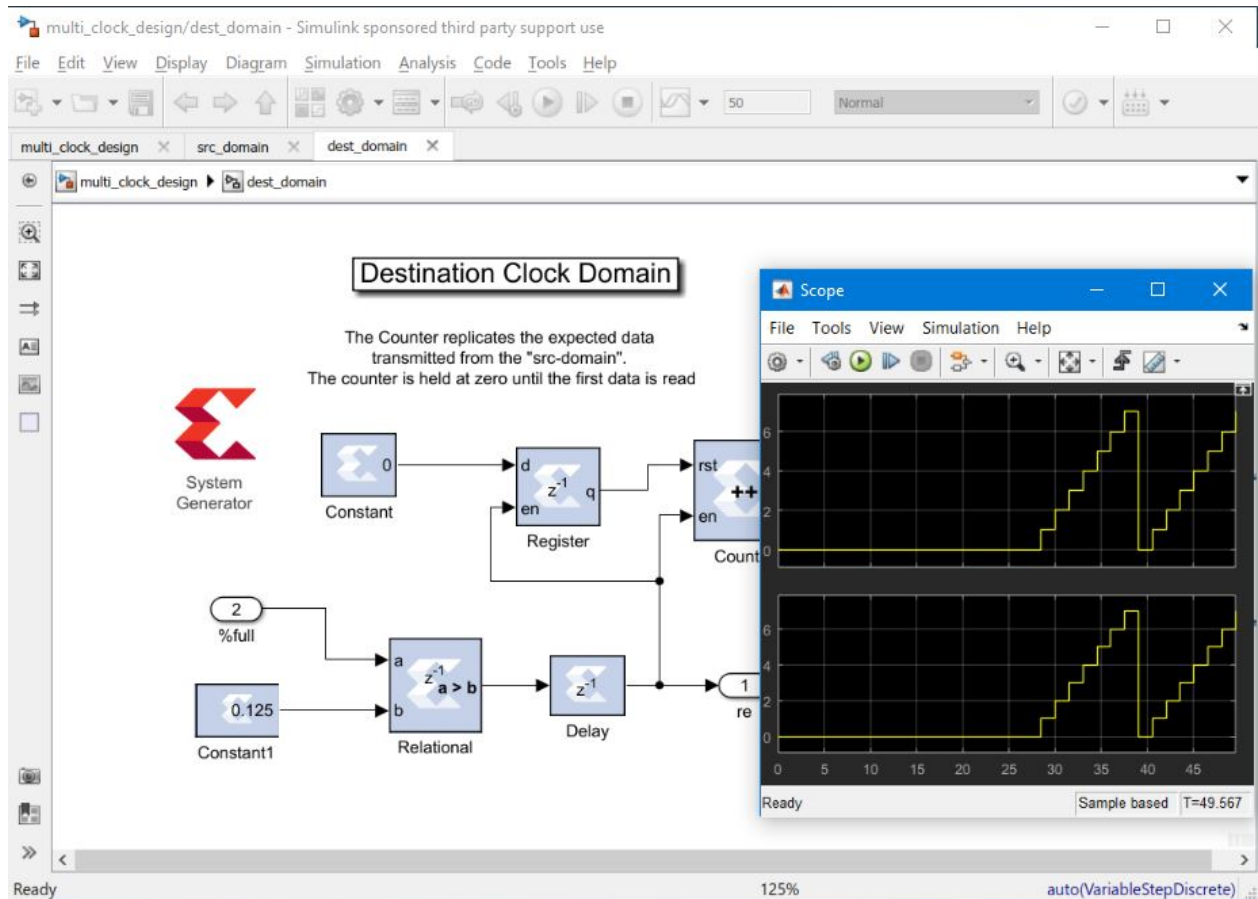 multi_clock_design/dest_domain - Simulink sponsored third party support use
File Edit View Display Diagram Simulation Analysis Code Tools Help
50 Normal
multi_clock_design src_domain dest_domain
multi_clock_design dest_domain
Destination Clock Domain
The Counter replicates the expected data
transmitted from the "src-domain".
The counter is held at zero until the first data is read
System
Generator
0
Constant
d
z-1 q
en
Register
rst
++
en
Count
2
%full
0.125
Constant1
a
z-1
a > b
b
Relational
z-1
Delay
1
re
Scope
File Tools View Simulation Help
6
4
2
0
6
4
2
0
0 5 10 15 20 25 30 35 40 45
Ready Sample based T=49.567
Ready 125% auto(VariableStepDiscrete)